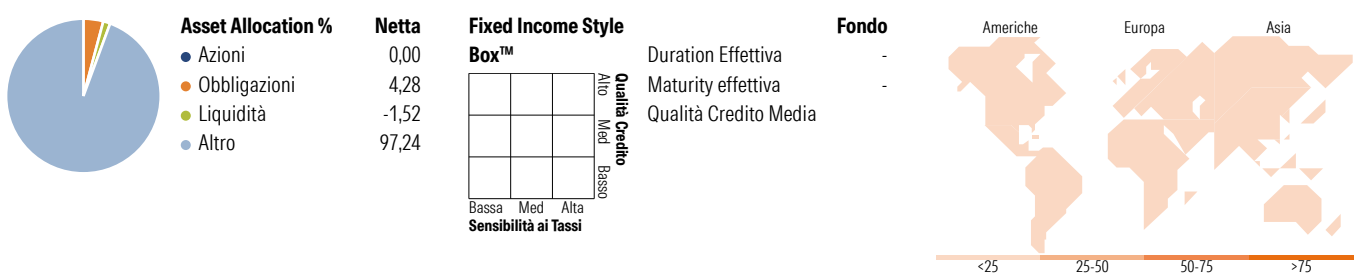 Asset Allocation % Netta
Azioni 0,00
Obbligazioni 4,28
Liquidità -1,52
Altro 97,24
Fixed Income Style Box™
Alto Med Basso
Qualità Credito
Bassa Med Alta
Sensibilità ai Tassi
Fondo
Duration Effettiva -
Maturity effettiva -
Qualità Credito Media
Americhe Europa Asia
<25 25-50 50-75 >75